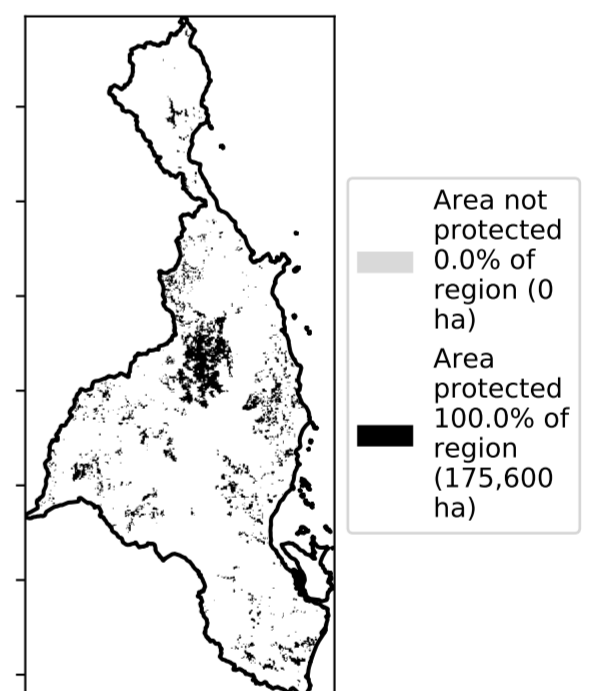 Area not
protected
0.0% of
region (0
ha)
Area
protected
100.0% of
region
(175,600
ha)